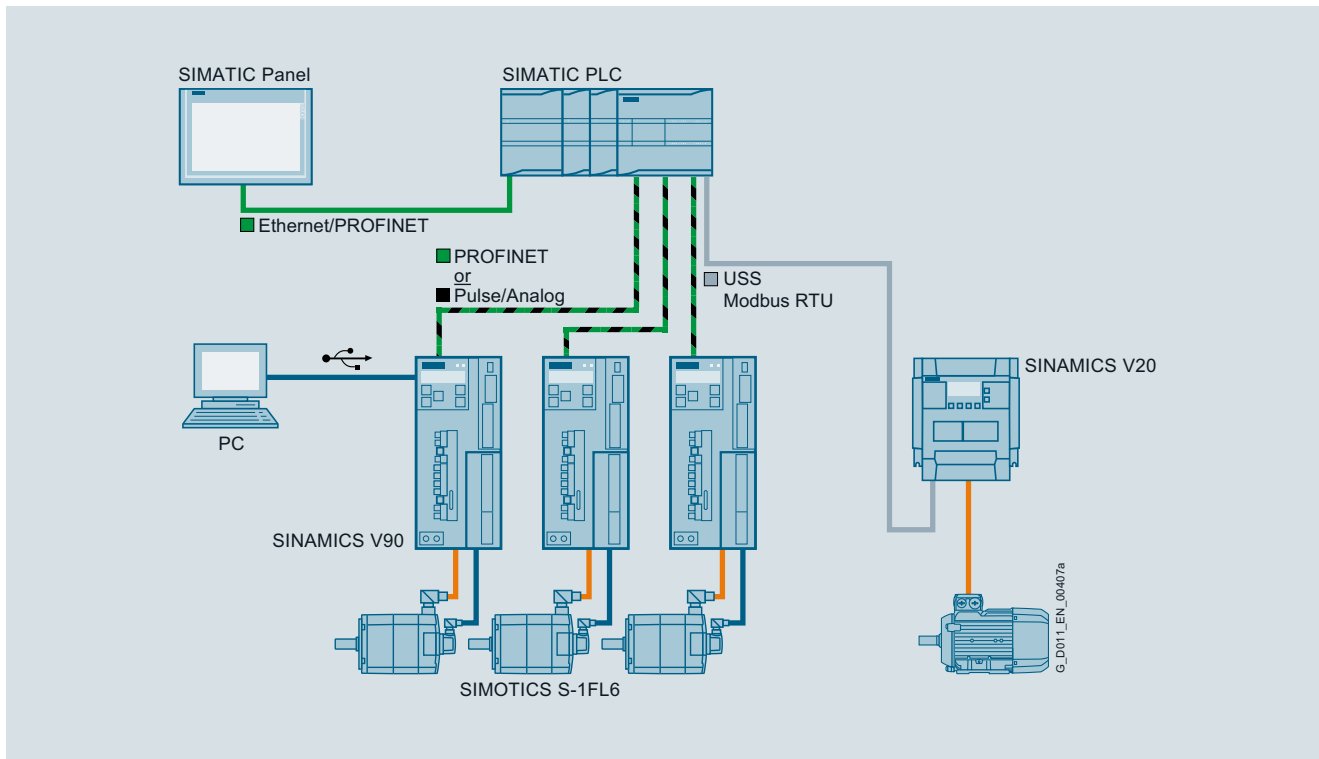 SIMATIC Panel
SIMATIC PLC
Ethernet/PROFINET
PROFINET
or
Pulse/Analog
USS
Modbus RTU
SINAMICS V20
PC
SINAMICS V90
SIMOTICS S-1FL6
G_D011_EN_00407a